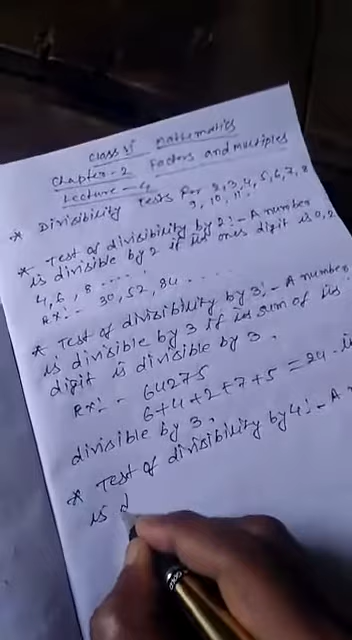 Class VI Mathematics
Chapter-2 Factors and multiples
Lecture-4
* Divisibility tests for 2,3,4,5,6,7,8
9,10,11.
* Test of divisibility by 2:- A number
is divisible by 2 if its ones digit is 0,2
4,6,8.....
Ex:- 30,52,84.....
* Test of divisibility by 3:- A number
is divisible by 3 if its sum of its
digit is divisible by 3.
Ex:- 64275
6+4+2+7+5=24
divisible by 3.
* Test of divisibility by 4:- A
is d